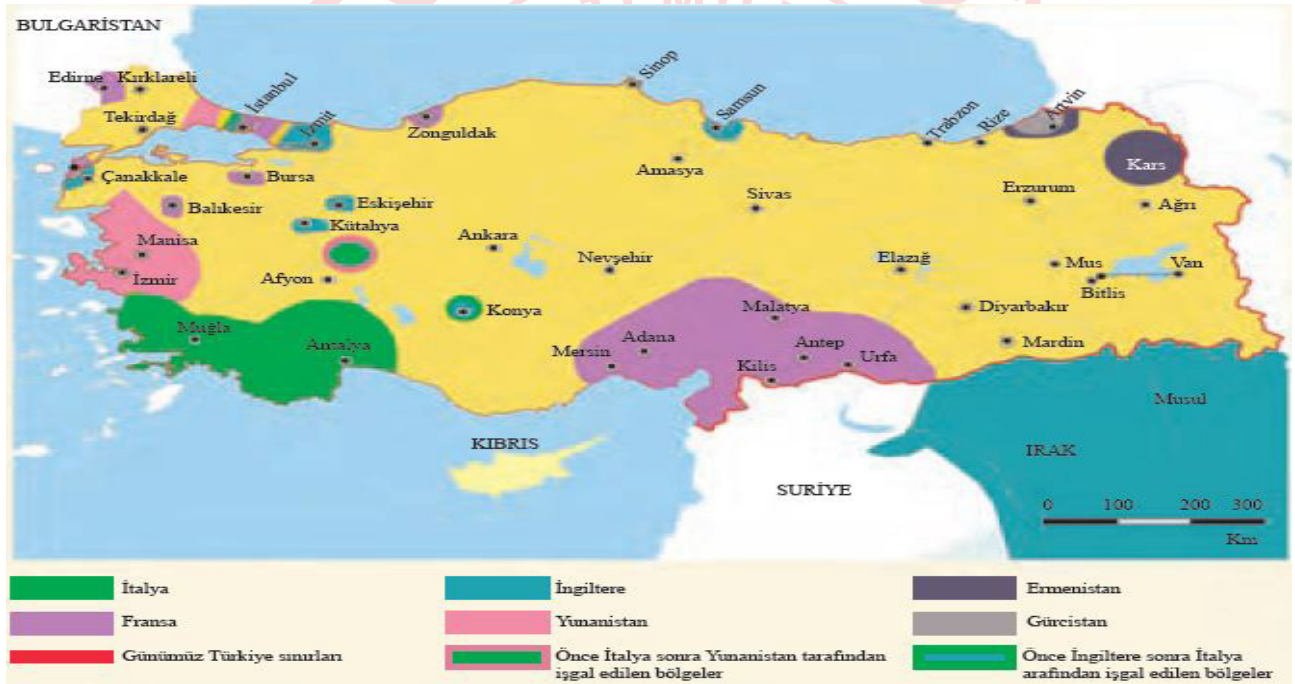 BULGARİSTAN
Edirne
Kırklareli
İstanbul
Tekirdağ
İzmit
Zonguldak
Sinop
Samsun
Trabzon
Rize
Artvin
Çanakkale
Bursa
Amasya
Kars
Balıkesir
Eskişehir
Sivas
Erzurum
Ağrı
Kütahya
Manisa
Ankara
İzmir
Afyon
Nevşehir
Elazığ
Mus
Van
Bitlis
Konya
Malatya
Diyarbakır
Muğla
Antalya
Mersin
Adana
Antep
Urfa
Mardin
Kilis
Musul
KIBRIS
IRAK
SURİYE
0 100 200 300
Km
İtalya
İngiltere
Ermenistan
Fransa
Yunanistan
Gürcistan
Günümüz Türkiye sınırları
Önce İtalya sonra Yunanistan tarafından
işgal edilen bölgeler
Önce İngiltere sonra İtalya
arafından işgal edilen bölgeler